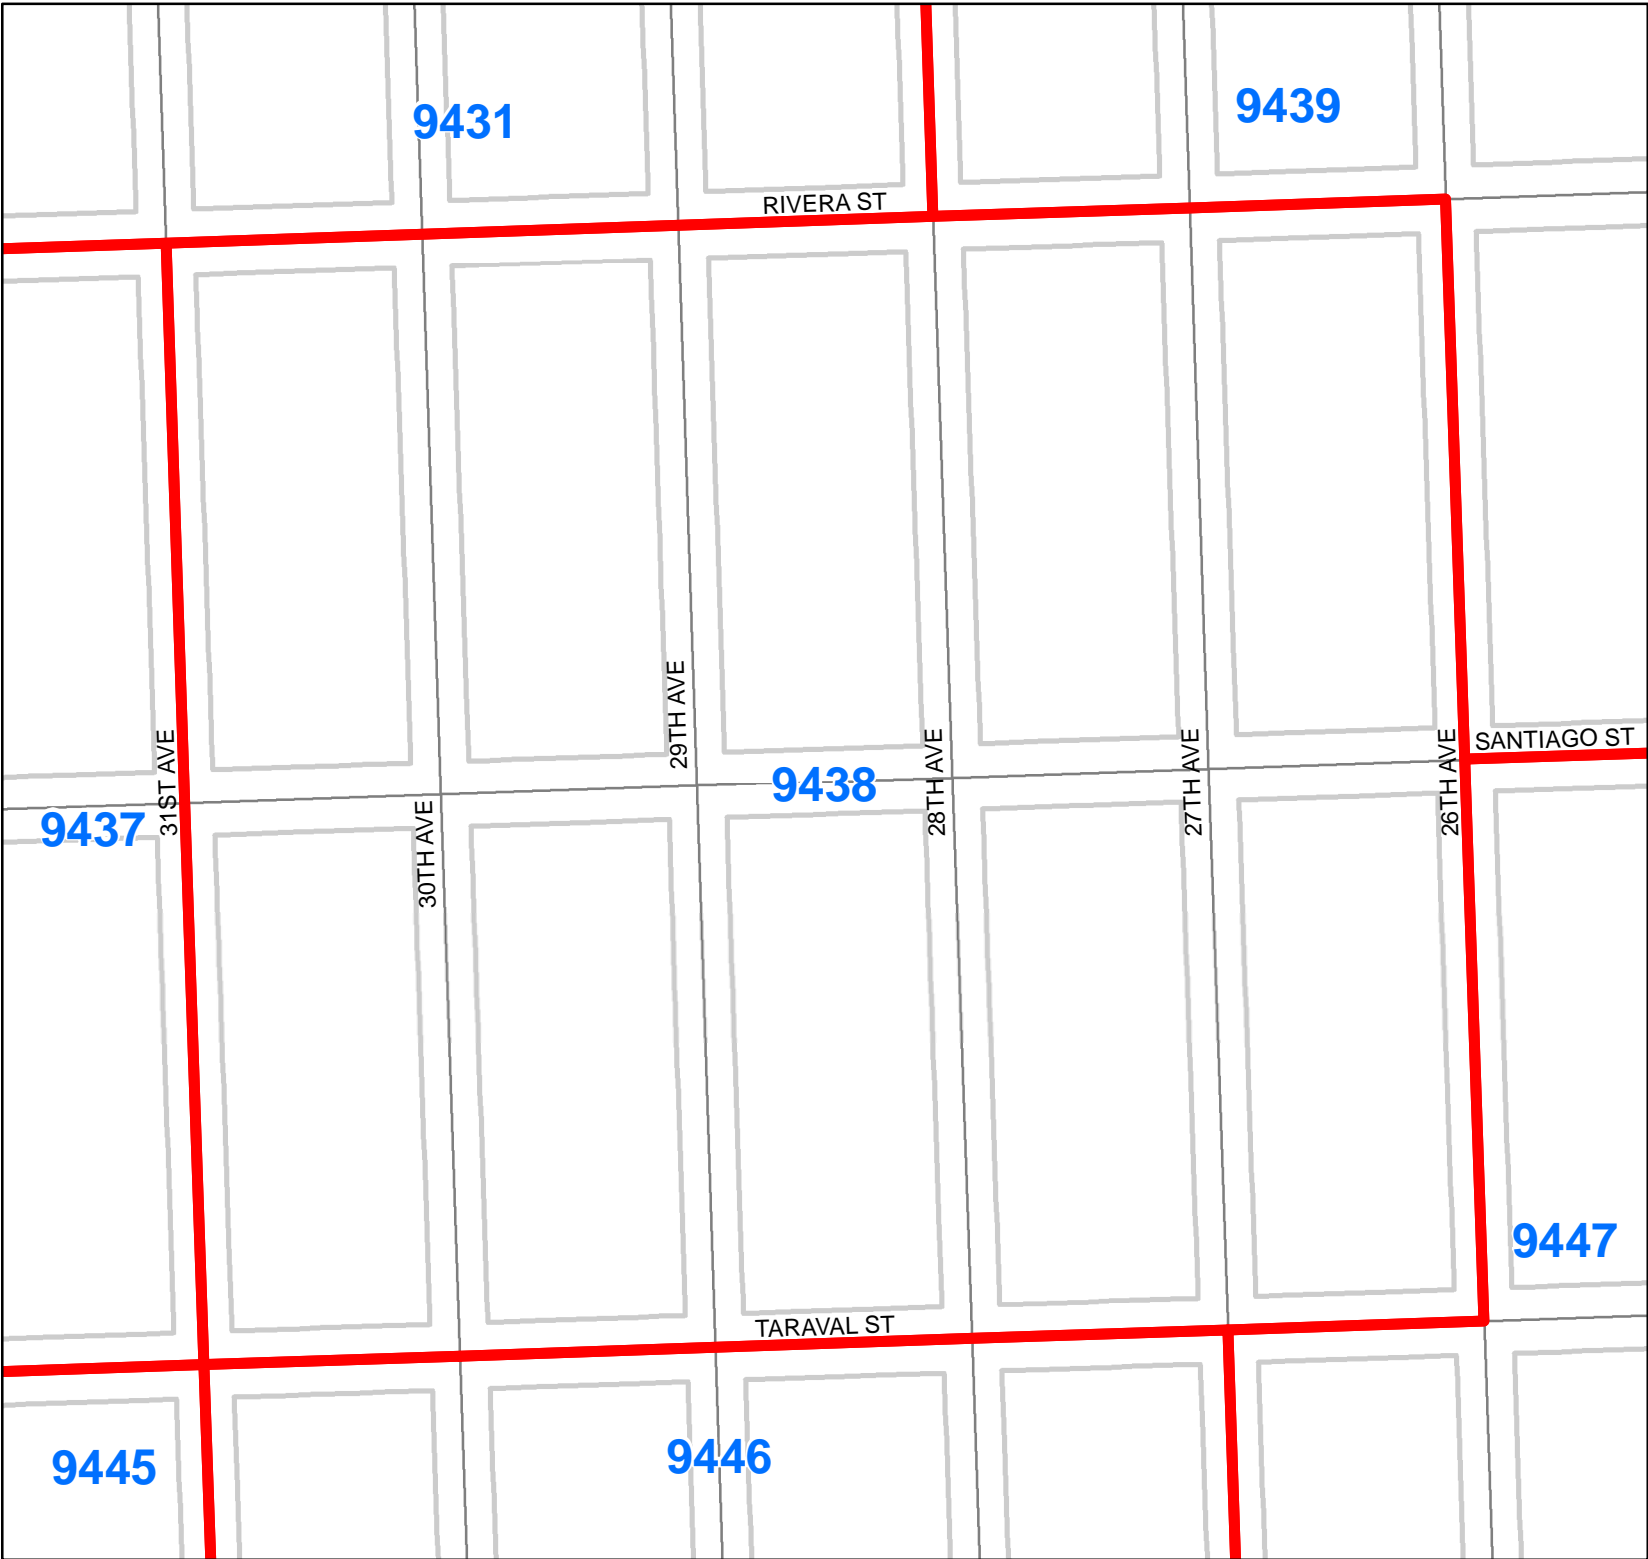 9431
9439
RIVERA ST
29TH AVE
31ST AVE
28TH AVE
27TH AVE
26TH AVE
SANTIAGO ST
9438
9437
30TH AVE
9447
TARAVAL ST
9445
9446